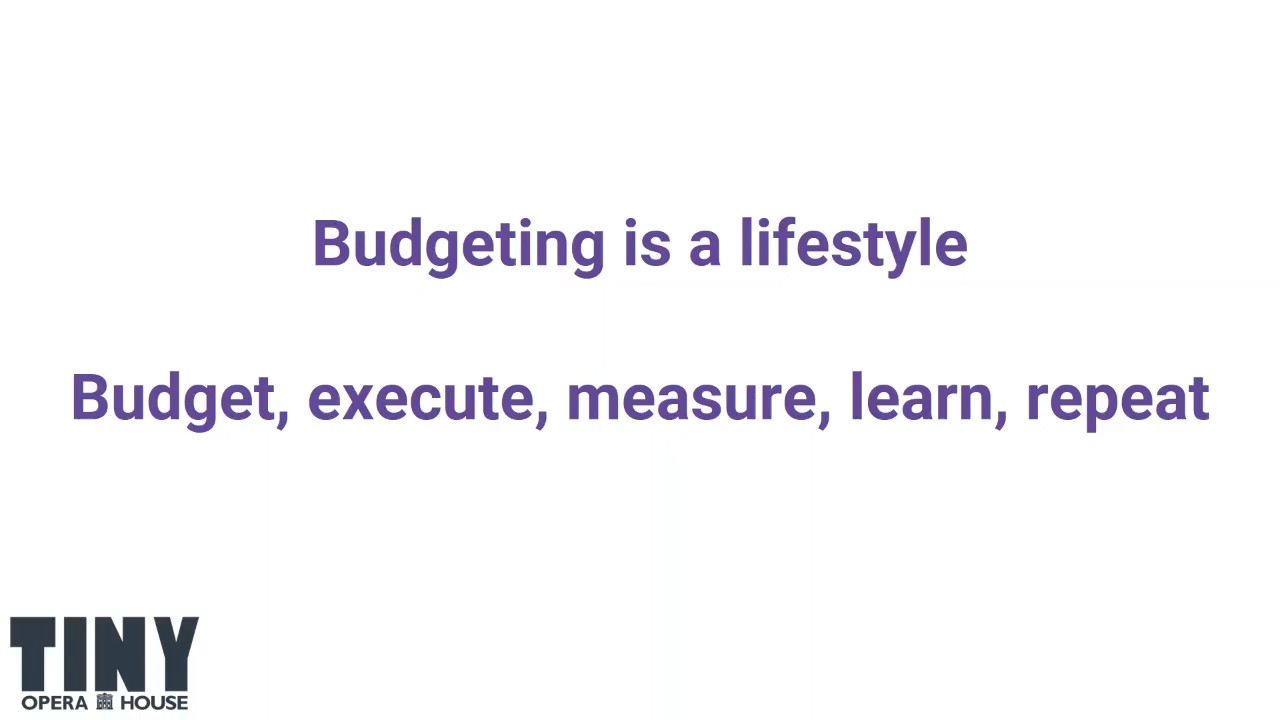 Budgeting is a lifestyle
Budget, execute, measure, learn, repeat
TINY
OPERA HOUSE